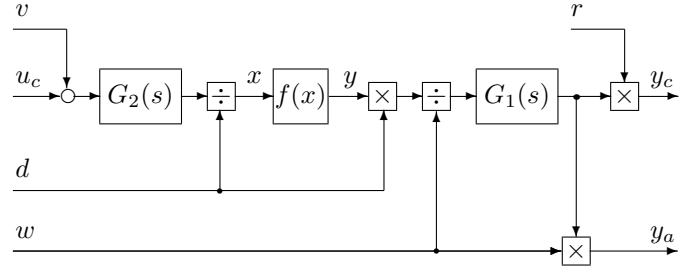 v r
u_c G_2(s) ÷ x f(x) y × ÷ G_1(s) × y_c
d
w × y_a